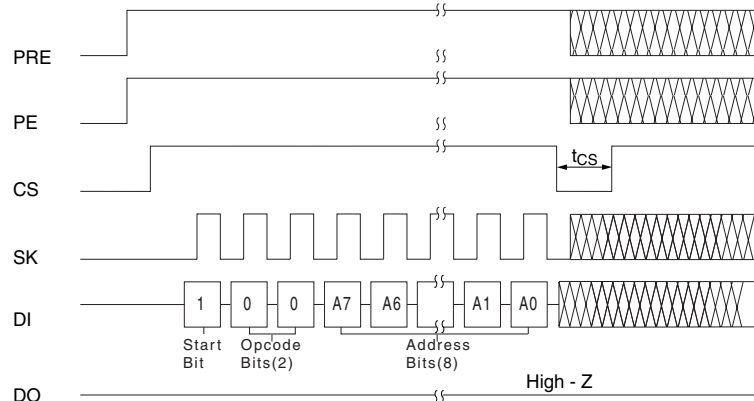 PRE
PE
CS
tCS
SK
DI
1 0 0 A7 A6 A1 A0
Start
Bit
Opcode
Bits(2)
Address
Bits(8)
DO
High - Z